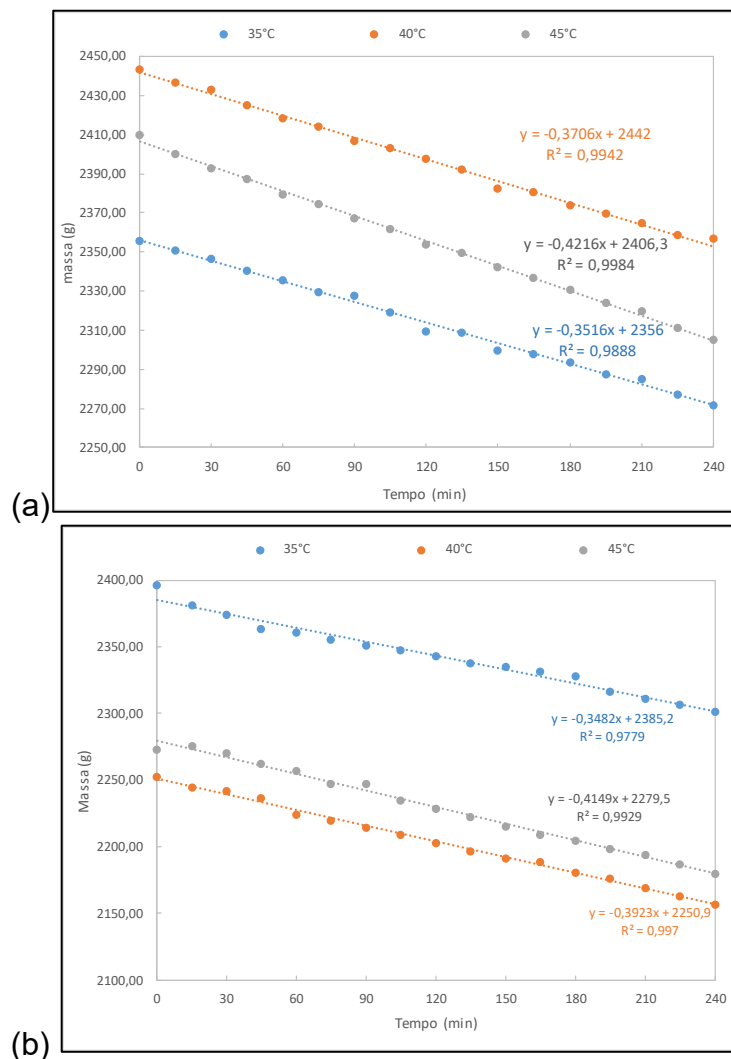 35°C 40°C 45°C
2450,00
2430,00
2410,00
2390,00
2370,00
2350,00
2330,00
2310,00
2290,00
2270,00
2250,00
massa (g)
y = -0,3706x + 2442
R² = 0,9942
y = -0,4216x + 2406,3
R² = 0,9984
y = -0,3516x + 2356
R² = 0,9888
0 30 60 90 120 150 180 210 240
Tempo (min)
(a)
35°C 40°C 45°C
2400,00
2350,00
2300,00
2250,00
2200,00
2150,00
2100,00
Massa (g)
y = -0,3482x + 2385,2
R² = 0,9779
y = -0,4149x + 2279,5
R² = 0,9929
y = -0,3923x + 2250,9
R² = 0,997
0 30 60 90 120 150 180 210 240
Tempo (min)
(b)